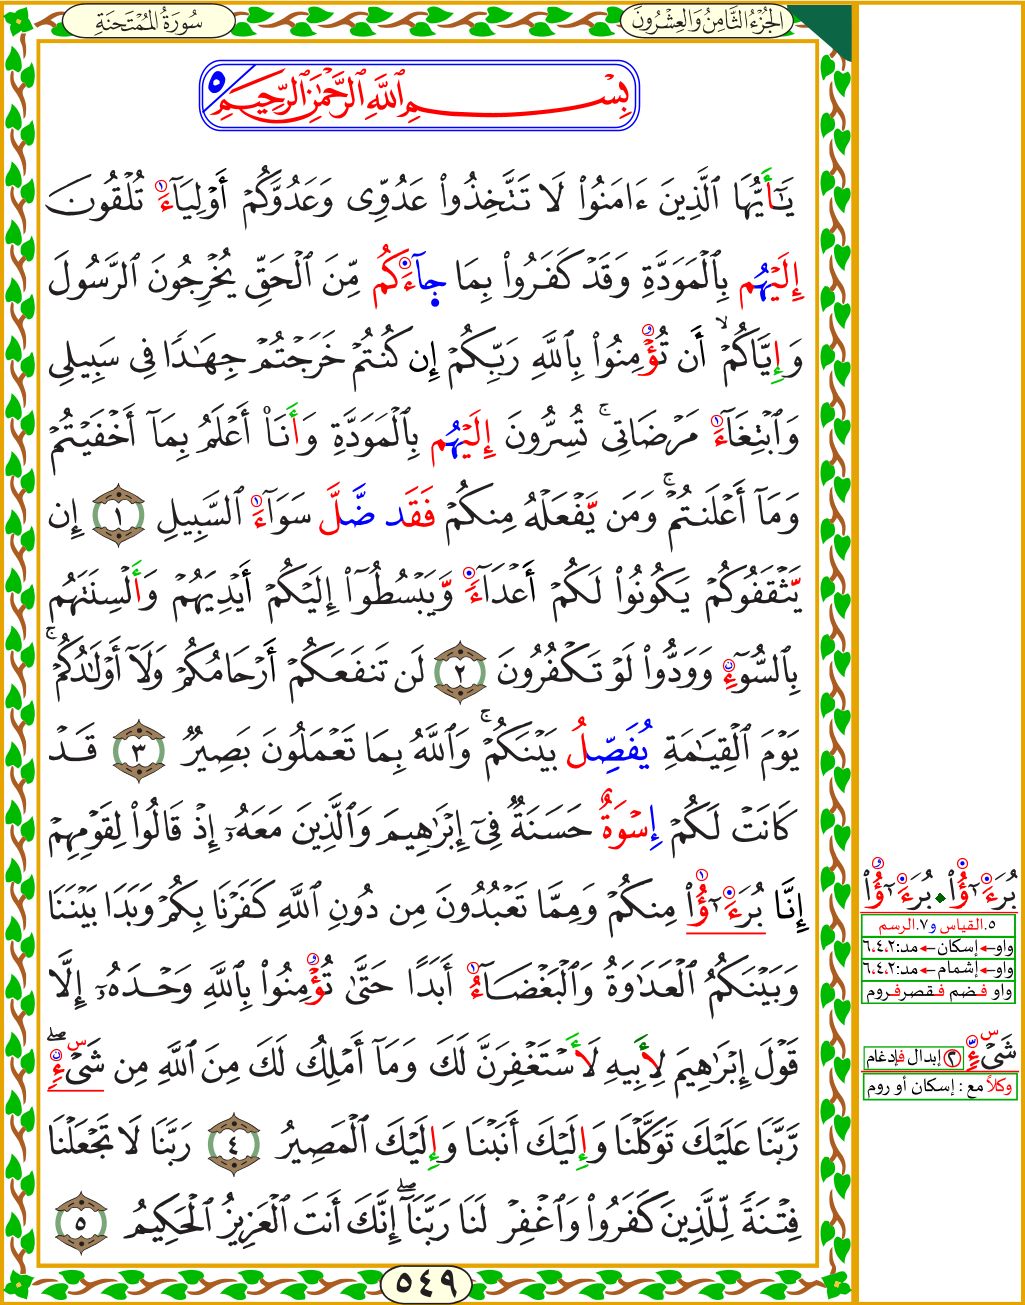 الجُزْءُ الثَّامِنُ وَالعِشْرُونَ
سُورَةُ المُمْتَحَنَةِ
بِسْمِ ٱللَّهِ ٱلرَّحْمَٰنِ ٱلرَّحِيمِ ٥
يَٰٓأَيُّهَا ٱلَّذِينَ ءَامَنُوا۟ لَا تَتَّخِذُوا۟ عَدُوِّى وَعَدُوَّكُمْ أَوْلِيَآءَ تُلْقُونَ
إِلَيْهُم بِٱلْمَوَدَّةِ وَقَدْ كَفَرُوا۟ بِمَا جَآءَكُم مِّنَ ٱلْحَقِّ يُخْرِجُونَ ٱلرَّسُولَ
وَإِيَّاكُمْ ۙ أَن تُؤْمِنُوا۟ بِٱللَّهِ رَبِّكُمْ إِن كُنتُمْ خَرَجْتُمْ جِهَٰدًا فِى سَبِيلِى
وَٱبْتِغَآءَ مَرْضَاتِى ۚ تُسِرُّونَ إِلَيْهُم بِٱلْمَوَدَّةِ وَأَنَا۠ أَعْلَمُ بِمَآ أَخْفَيْتُمْ
وَمَآ أَعْلَنتُمْ ۚ وَمَن يَّفْعَلْهُ مِنكُمْ فَقَد ضَّلَّ سَوَآءَ ٱلسَّبِيلِ ١ إِن
يَّثْقَفُوكُمْ يَكُونُوا۟ لَكُمْ أَعْدَآءً وَّيَبْسُطُوٓا۟ إِلَيْكُمْ أَيْدِيَهُمْ وَأَلْسِنَتَهُم
بِٱلسُّوٓءِ وَوَدُّوا۟ لَوْ تَكْفُرُونَ ٢ لَن تَنفَعَكُمْ أَرْحَامُكُمْ وَلَآ أَوْلَٰدُكُمْ ۚ
يَوْمَ ٱلْقِيَٰمَةِ يُفَصِّلُ بَيْنَكُمْ ۚ وَٱللَّهُ بِمَا تَعْمَلُونَ بَصِيرٌ ٣ قَدْ
كَانَتْ لَكُمْ إِسْوَةٌ حَسَنَةٌ فِىٓ إِبْرَٰهِيمَ وَٱلَّذِينَ مَعَهُۥٓ إِذْ قَالُوا۟ لِقَوْمِهِمْ
إِنَّا بُرَءَٰٓؤُا۟ مِنكُمْ وَمِمَّا تَعْبُدُونَ مِن دُونِ ٱللَّهِ كَفَرْنَا بِكُمْ وَبَدَا بَيْنَنَا
وَبَيْنَكُمُ ٱلْعَدَٰوَةُ وَٱلْبَغْضَآءُ أَبَدًا حَتَّىٰ تُؤْمِنُوا۟ بِٱللَّهِ وَحْدَهُۥٓ إِلَّا
قَوْلَ إِبْرَٰهِيمَ لِأَبِيهِ لَأَسْتَغْفِرَنَّ لَكَ وَمَآ أَمْلِكُ لَكَ مِنَ ٱللَّهِ مِن شَىْءٍ ۖ
رَّبَّنَا عَلَيْكَ تَوَكَّلْنَا وَإِلَيْكَ أَنَبْنَا وَإِلَيْكَ ٱلْمَصِيرُ ٤ رَبَّنَا لَا تَجْعَلْنَا
فِتْنَةً لِّلَّذِينَ كَفَرُوا۟ وَٱغْفِرْ لَنَا رَبَّنَآ ۖ إِنَّكَ أَنتَ ٱلْعَزِيزُ ٱلْحَكِيمُ ٥
٥٤٩
بُرَءَٰٓؤُا۟ • بُرَءَٰٓؤُا۟
٥.القياس و٧.الرسم
واو←إسكان←مد:٦،٤،٢
واو←إشمام←مد:٦،٤،٢
واو فضم فقصر فروم
شَىْءٍ ٢ إبدال فإدغام
وكلاً مع : إسكان أو روم